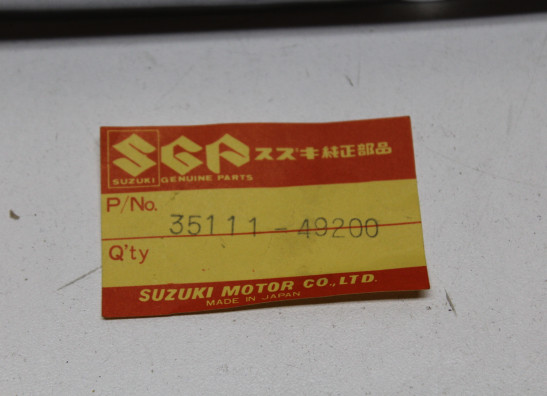 SGP スズキ純正部品
SUZUKI GENUINE PARTS
P/No. 35111-49200
Q'ty
SUZUKI MOTOR CO.,LTD.
MADE IN JAPAN